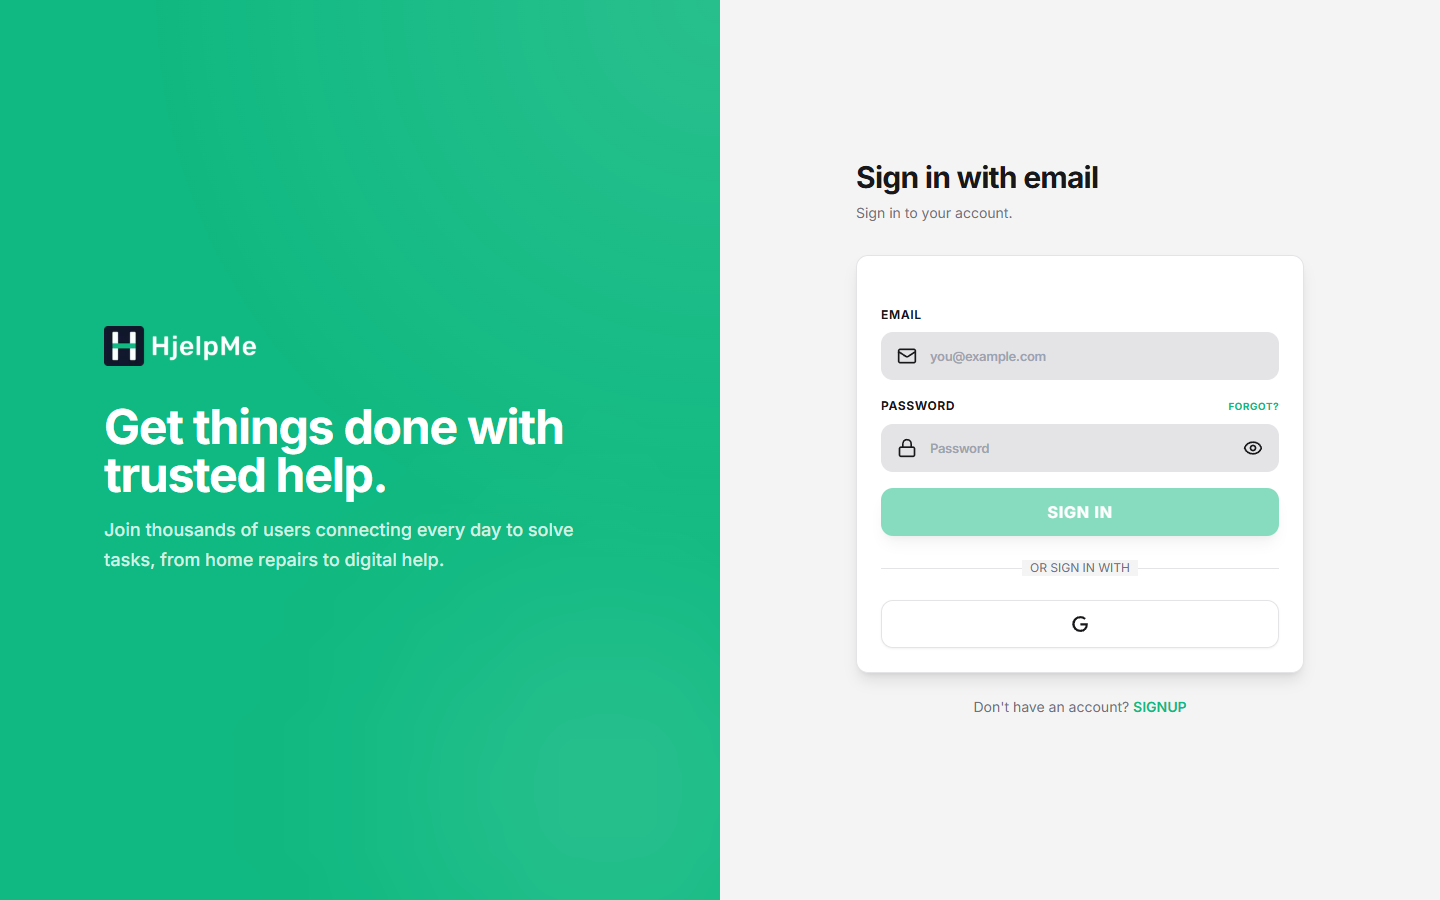 HjelpMe
Get things done with
trusted help.
Join thousands of users connecting every day to solve
tasks, from home repairs to digital help.
Sign in with email
Sign in to your account.
EMAIL
you@example.com
PASSWORD
FORGOT?
Password
SIGN IN
OR SIGN IN WITH
Don't have an account? SIGNUP